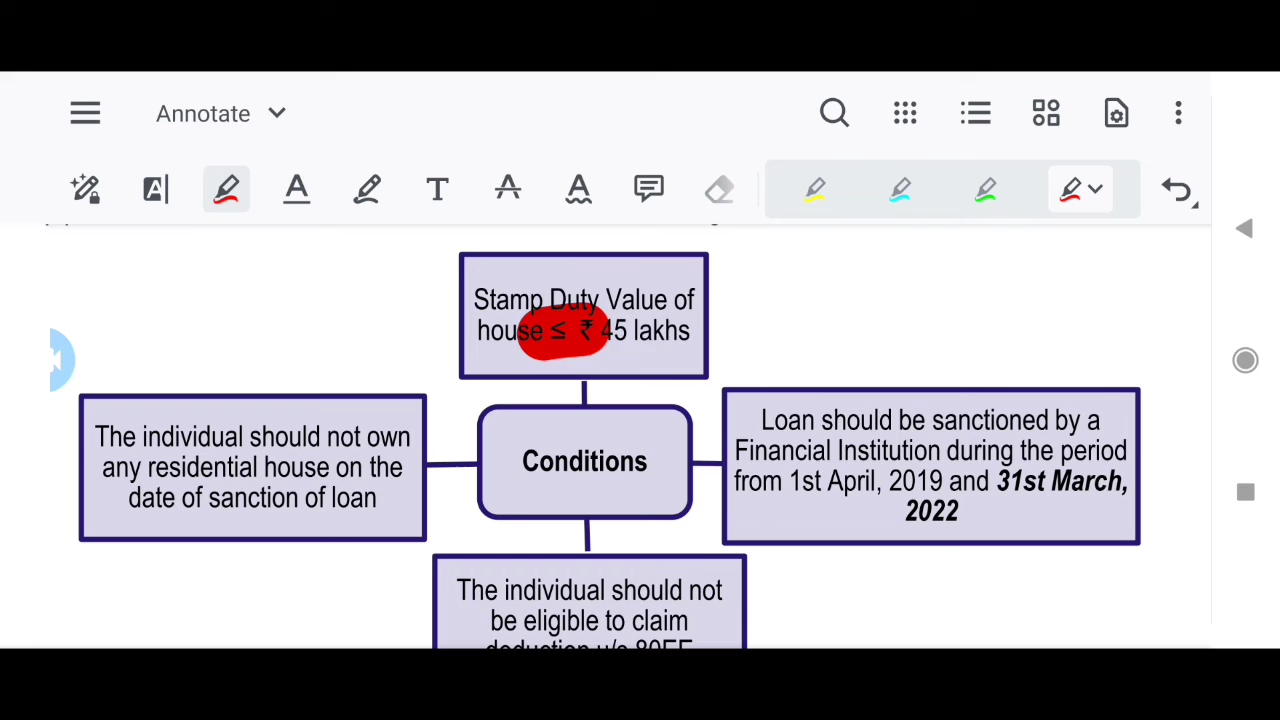 Annotate
Stamp Duty Value of
house ≤ ₹ 45 lakhs
The individual should not own
any residential house on the
date of sanction of loan
Conditions
Loan should be sanctioned by a
Financial Institution during the period
from 1st April, 2019 and 31st March,
2022
The individual should not
be eligible to claim
deduction u/s 80EE